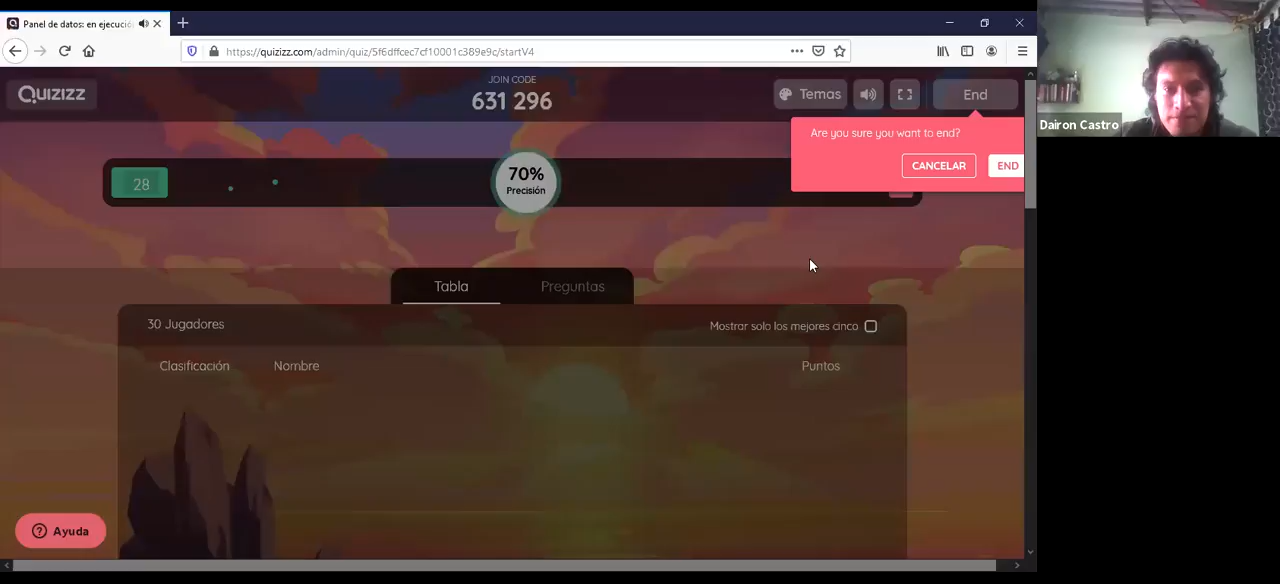 Panel de datos: en ejecució
https://quizizz.com/admin/quiz/5f6dffcec7cf10001c389e9c/startV4
QUIZIZZ
JOIN CODE
631 296
Temas
End
Are you sure you want to end?
CANCELAR
END
Dairon Castro
28
70%
Precisión
Tabla
Preguntas
30 Jugadores
Mostrar solo los mejores cinco
Clasificación
Nombre
Puntos
Ayuda